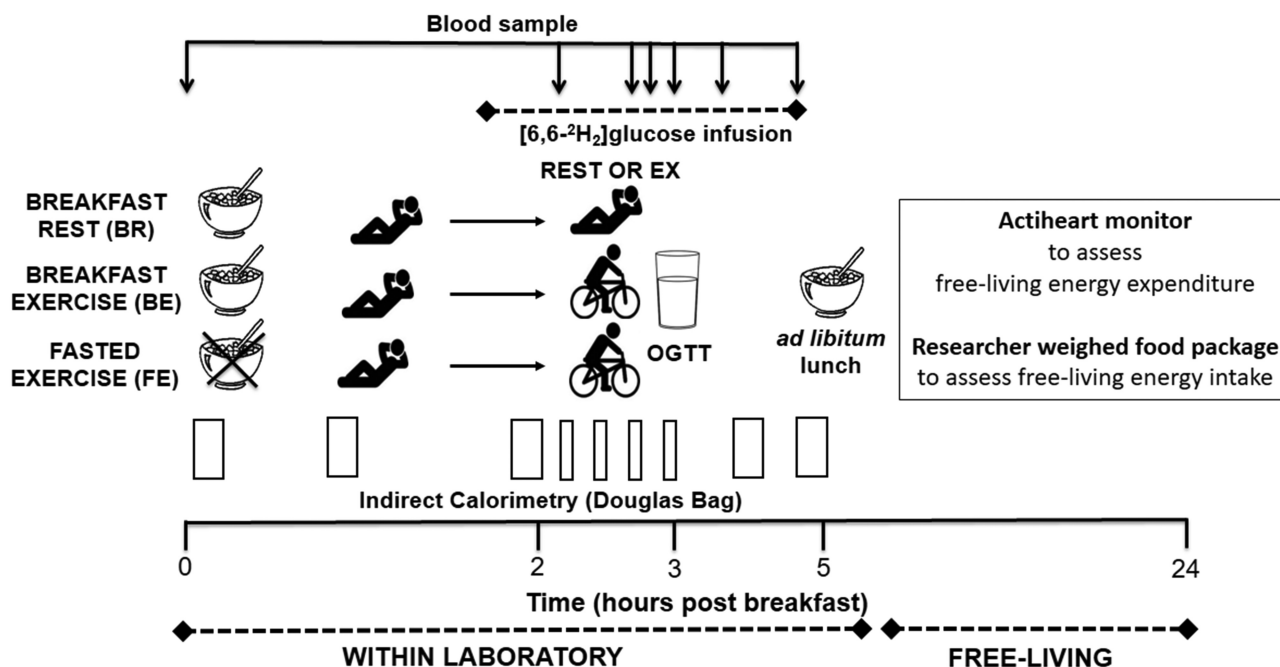 Blood sample
[6,6-²H₂]glucose infusion
REST OR EX
BREAKFAST
REST (BR)
BREAKFAST
EXERCISE (BE)
FASTED
EXERCISE (FE)
OGTT
ad libitum
lunch
Actiheart monitor
to assess
free-living energy expenditure
Researcher weighed food package
to assess free-living energy intake
Indirect Calorimetry (Douglas Bag)
0 2 3 5 24
Time (hours post breakfast)
WITHIN LABORATORY FREE-LIVING